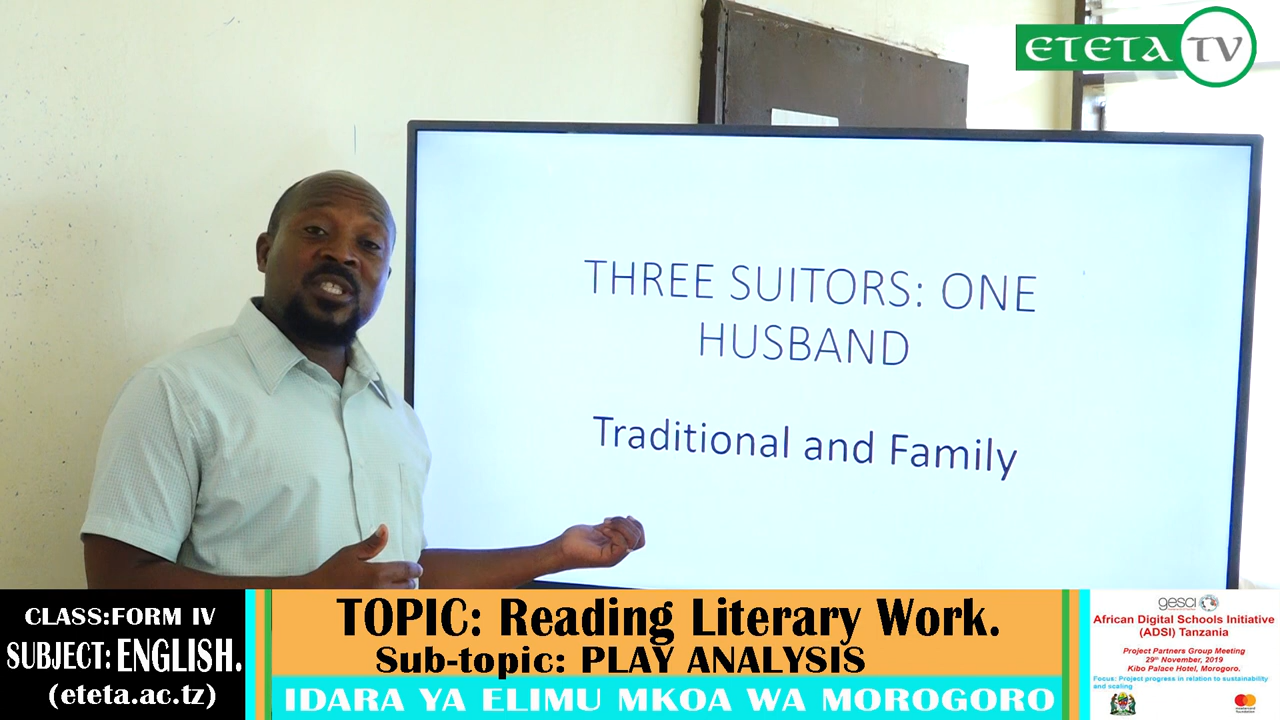 ETETA TV
THREE SUITORS: ONE
HUSBAND
Traditional and Family
CLASS:FORM IV
SUBJECT: ENGLISH.
(eteta.ac.tz)
TOPIC: Reading Literary Work.
Sub-topic: PLAY ANALYSIS
IDARA YA ELIMU MKOA WA MOROGORO
gesci
African Digital Schools Initiative
(ADSI) Tanzania
Project Partners Group Meeting
29th November, 2019
Kibo Palace Hotel, Morogoro.
Focus: Project progress in relation to sustainability
and scaling
mastercard
foundation